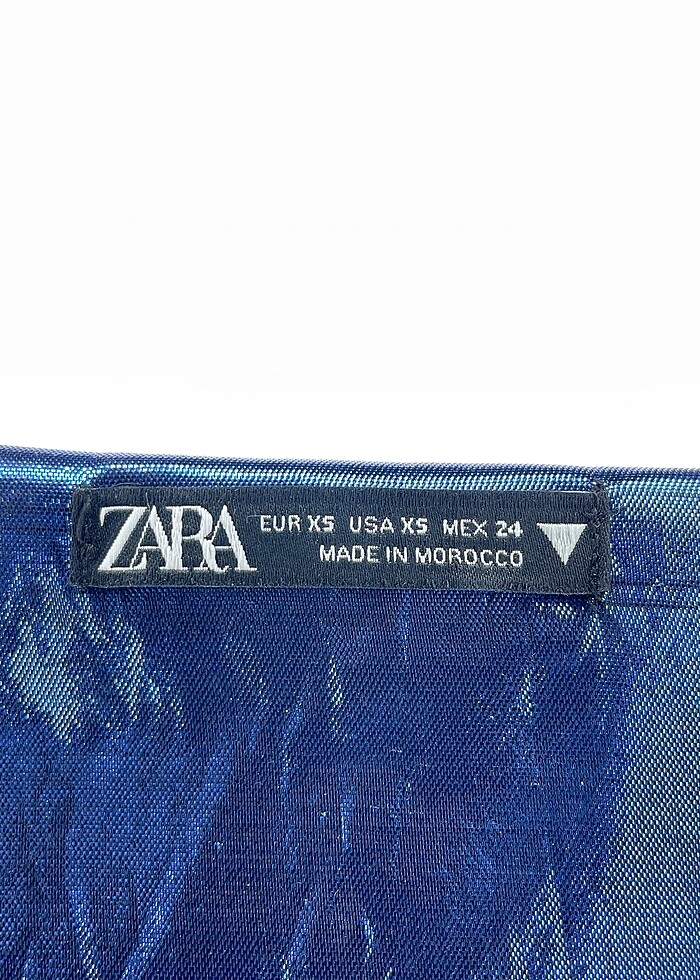 ZARA
EUR XS USA XS MEX 24
MADE IN MOROCCO